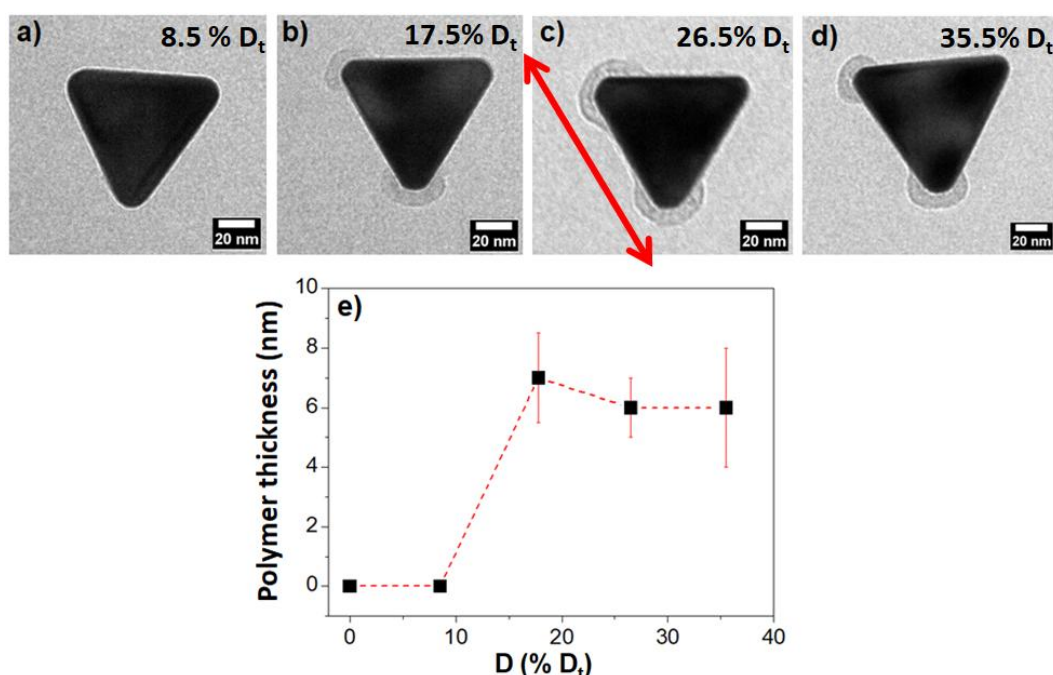 a) 8.5 % Dt
b) 17.5% Dt
c) 26.5% Dt
d) 35.5% Dt
20 nm
20 nm
20 nm
20 nm
e)
Polymer thickness (nm)
10
8
6
4
2
0
0 10 20 30 40
D (% Dt)